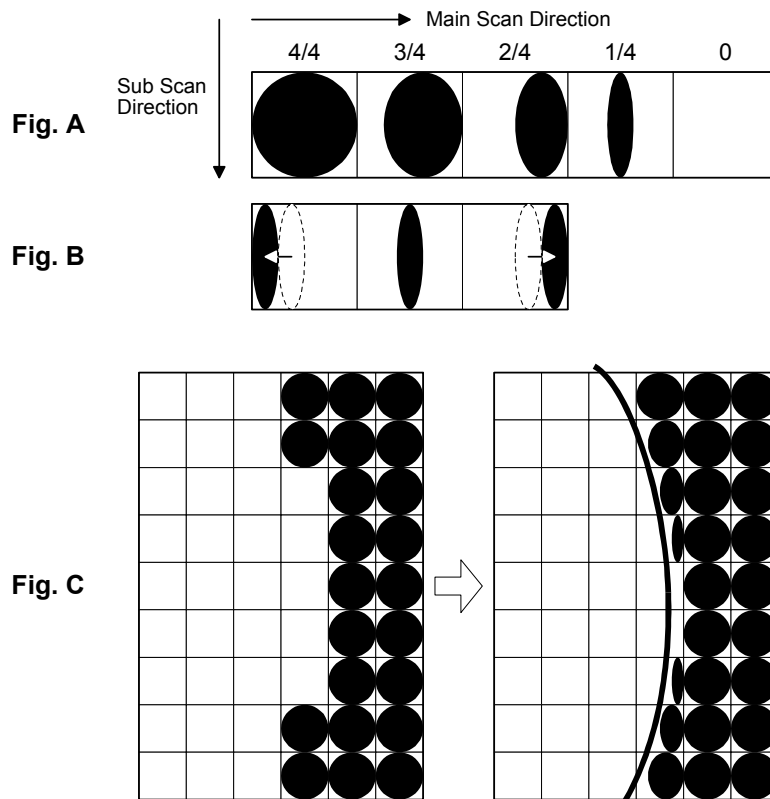 Main Scan Direction
4/4 3/4 2/4 1/4 0
Sub Scan
Direction
Fig. A
Fig. B
Fig. C